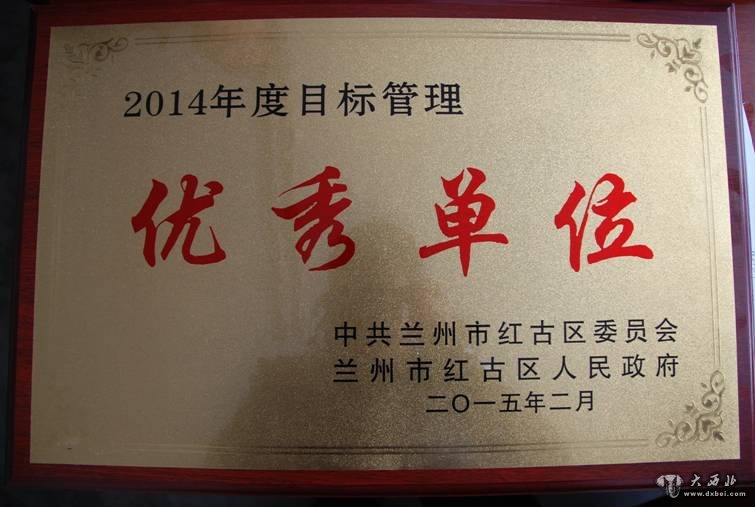 2014年度目标管理
优秀单位
中共兰州市红古区委员会
兰州市红古区人民政府
二〇一五年二月
大西北
www.dxbei.com